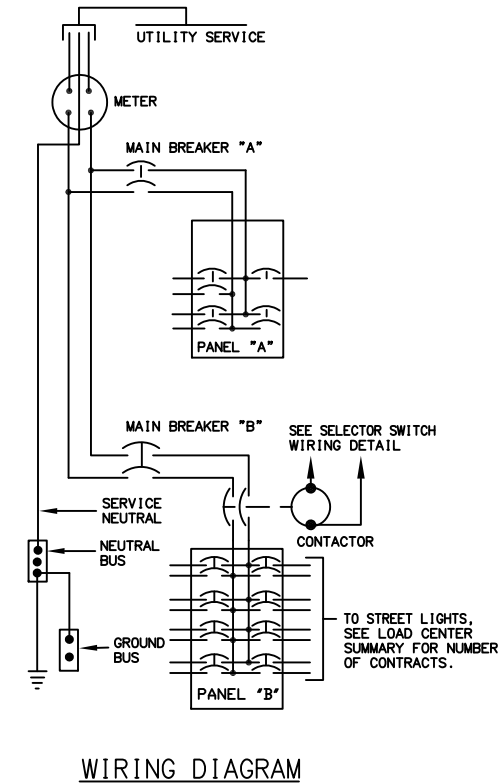 UTILITY SERVICE
METER
MAIN BREAKER "A"
PANEL "A"
MAIN BREAKER "B"
SEE SELECTOR SWITCH
WIRING DETAIL
SERVICE
NEUTRAL
CONTACTOR
NEUTRAL
BUS
GROUND
BUS
TO STREET LIGHTS,
SEE LOAD CENTER
SUMMARY FOR NUMBER
OF CONTRACTS.
PANEL "B"
WIRING DIAGRAM